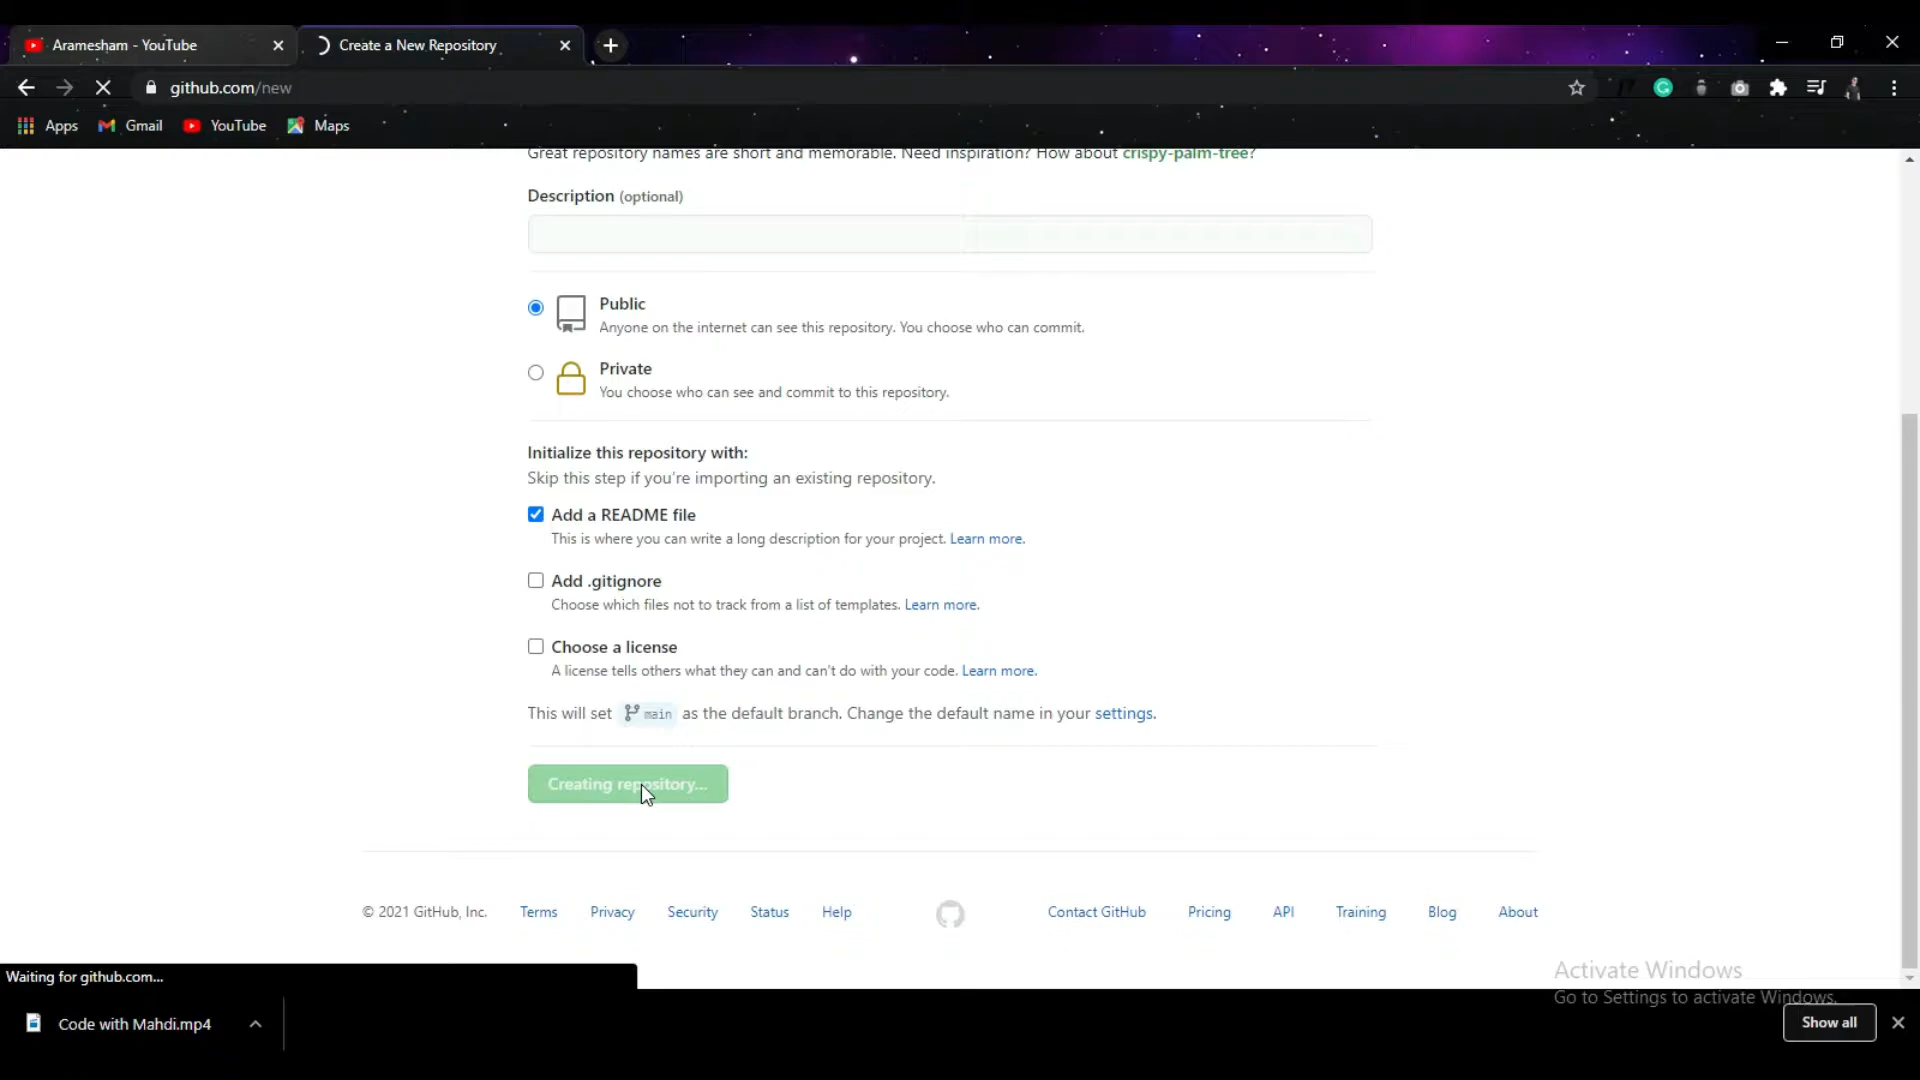 Aramesham - YouTube
Create a New Repository
github.com/new
Apps
Gmail
YouTube
Maps
Great repository names are short and memorable. Need inspiration? How about crispy-palm-tree?
Description (optional)
Public
Anyone on the internet can see this repository. You choose who can commit.
Private
You choose who can see and commit to this repository.
Initialize this repository with:
Skip this step if you're importing an existing repository.
Add a README file
This is where you can write a long description for your project. Learn more.
Add .gitignore
Choose which files not to track from a list of templates. Learn more.
Choose a license
A license tells others what they can and can't do with your code. Learn more.
This will set main as the default branch. Change the default name in your settings.
Creating repository...
© 2021 GitHub, Inc.
Terms
Privacy
Security
Status
Help
Contact GitHub
Pricing
API
Training
Blog
About
Waiting for github.com...
Activate Windows
Go to Settings to activate Windows.
Code with Mahdi.mp4
Show all